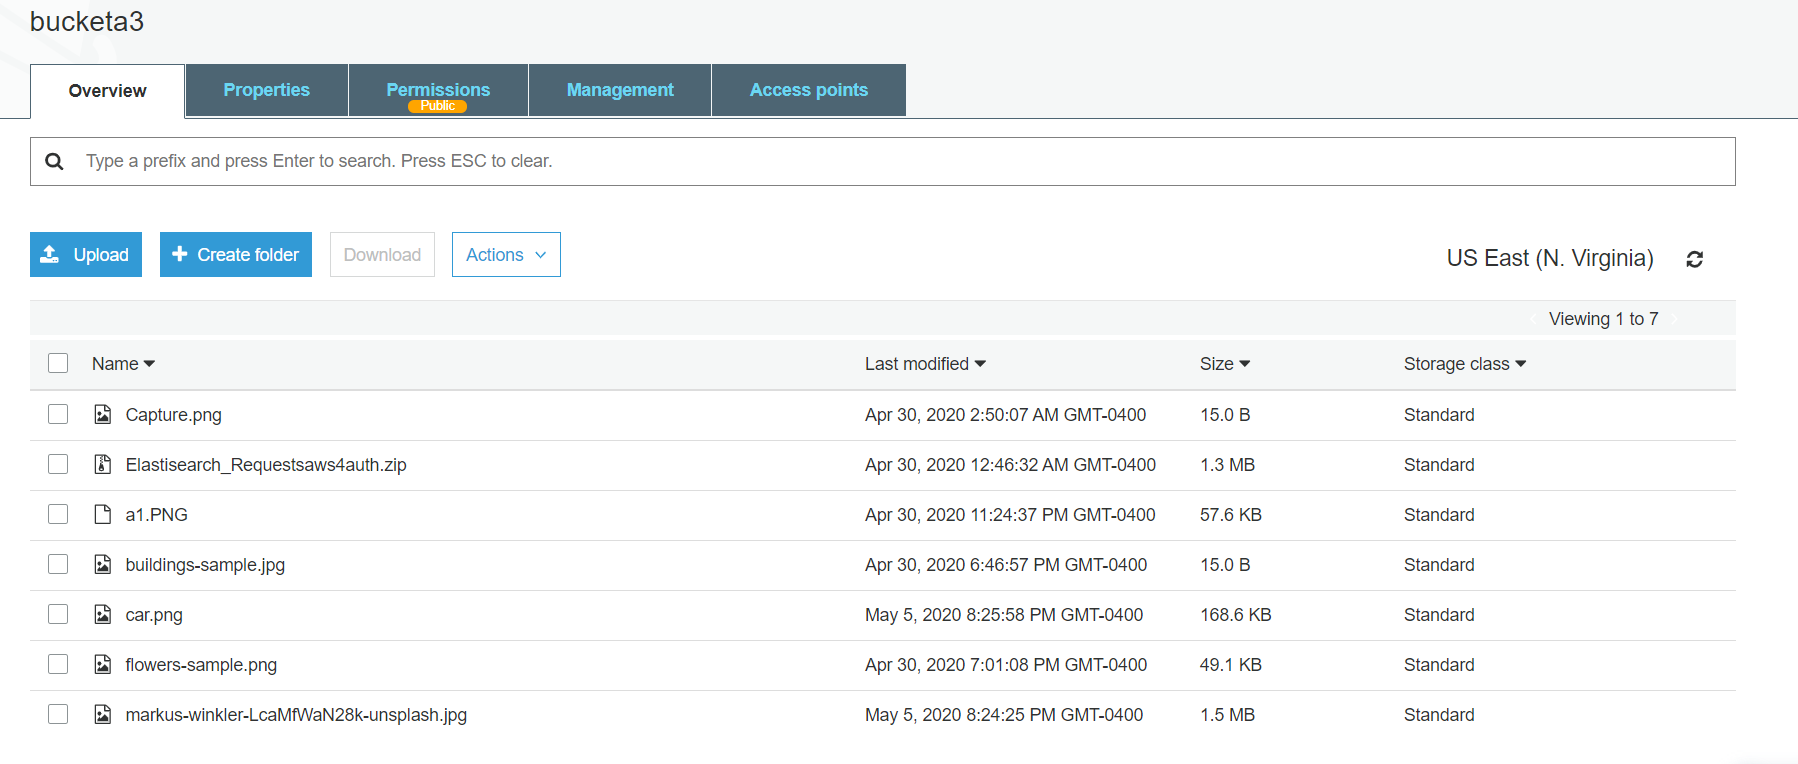 bucketa3
Overview Properties Permissions Management Access points
Public
Type a prefix and press Enter to search. Press ESC to clear.
Upload Create folder Download Actions US East (N. Virginia)
Viewing 1 to 7
Name Last modified Size Storage class
Capture.png Apr 30, 2020 2:50:07 AM GMT-0400 15.0 B Standard
Elastisearch_Requestsaws4auth.zip Apr 30, 2020 12:46:32 AM GMT-0400 1.3 MB Standard
a1.PNG Apr 30, 2020 11:24:37 PM GMT-0400 57.6 KB Standard
buildings-sample.jpg Apr 30, 2020 6:46:57 PM GMT-0400 15.0 B Standard
car.png May 5, 2020 8:25:58 PM GMT-0400 168.6 KB Standard
flowers-sample.png Apr 30, 2020 7:01:08 PM GMT-0400 49.1 KB Standard
markus-winkler-LcaMfWaN28k-unsplash.jpg May 5, 2020 8:24:25 PM GMT-0400 1.5 MB Standard